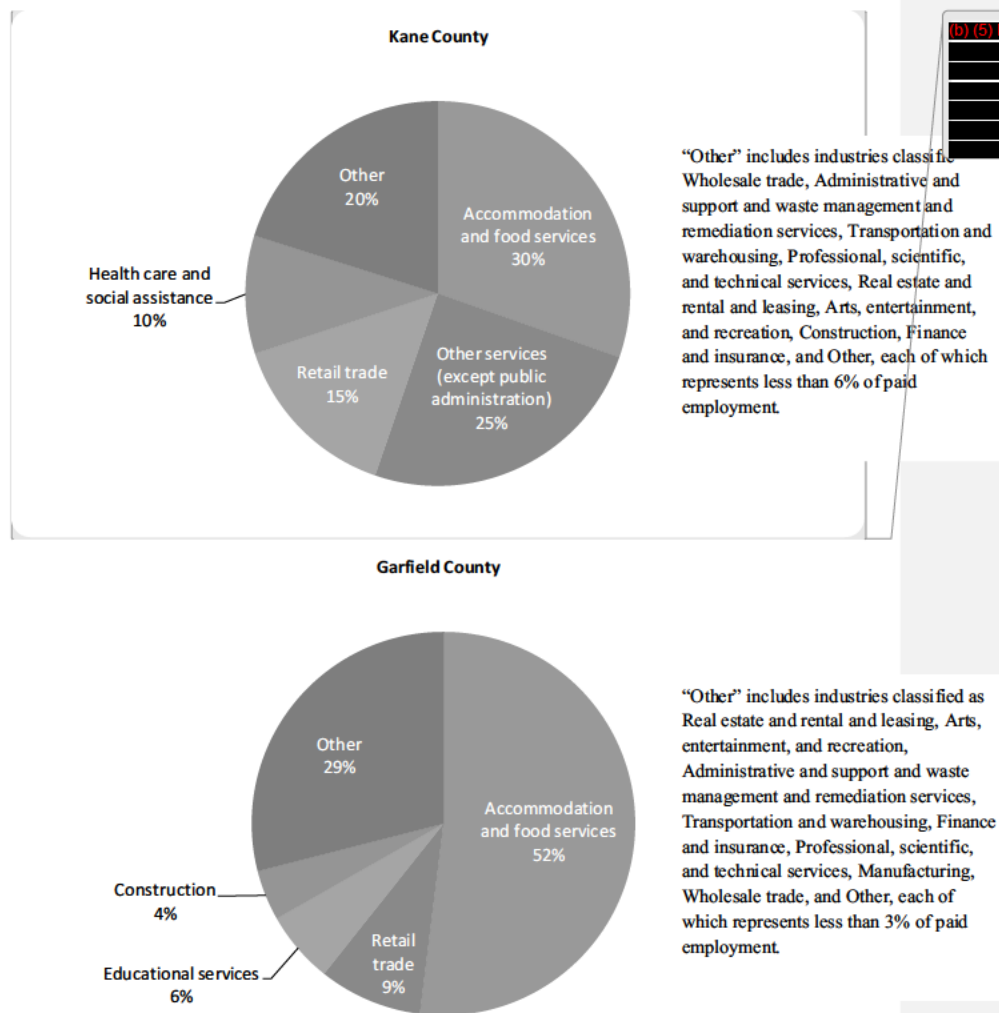 Kane County
(b) (5)
Other
20%
Accommodation
and food services
30%
Health care and
social assistance
10%
Retail trade
15%
Other services
(except public
administration)
25%
"Other" includes industries
Wholesale trade, Administrative and
support and waste management and
remediation services, Transportation and
warehousing, Professional, scientific,
and technical services, Real estate and
rental and leasing, Arts, entertainment,
and recreation, Construction, Finance
and insurance, and Other, each of which
represents less than 6% of paid
employment.
Garfield County
Other
29%
Accommodation
and food services
52%
Construction
4%
Educational services
6%
Retail
trade
9%
"Other" includes industries classified as
Real estate and rental and leasing, Arts,
entertainment, and recreation,
Administrative and support and waste
management and remediation services,
Transportation and warehousing, Finance
and insurance, Professional, scientific,
and technical services, Manufacturing,
Wholesale trade, and Other, each of
which represents less than 3% of paid
employment.